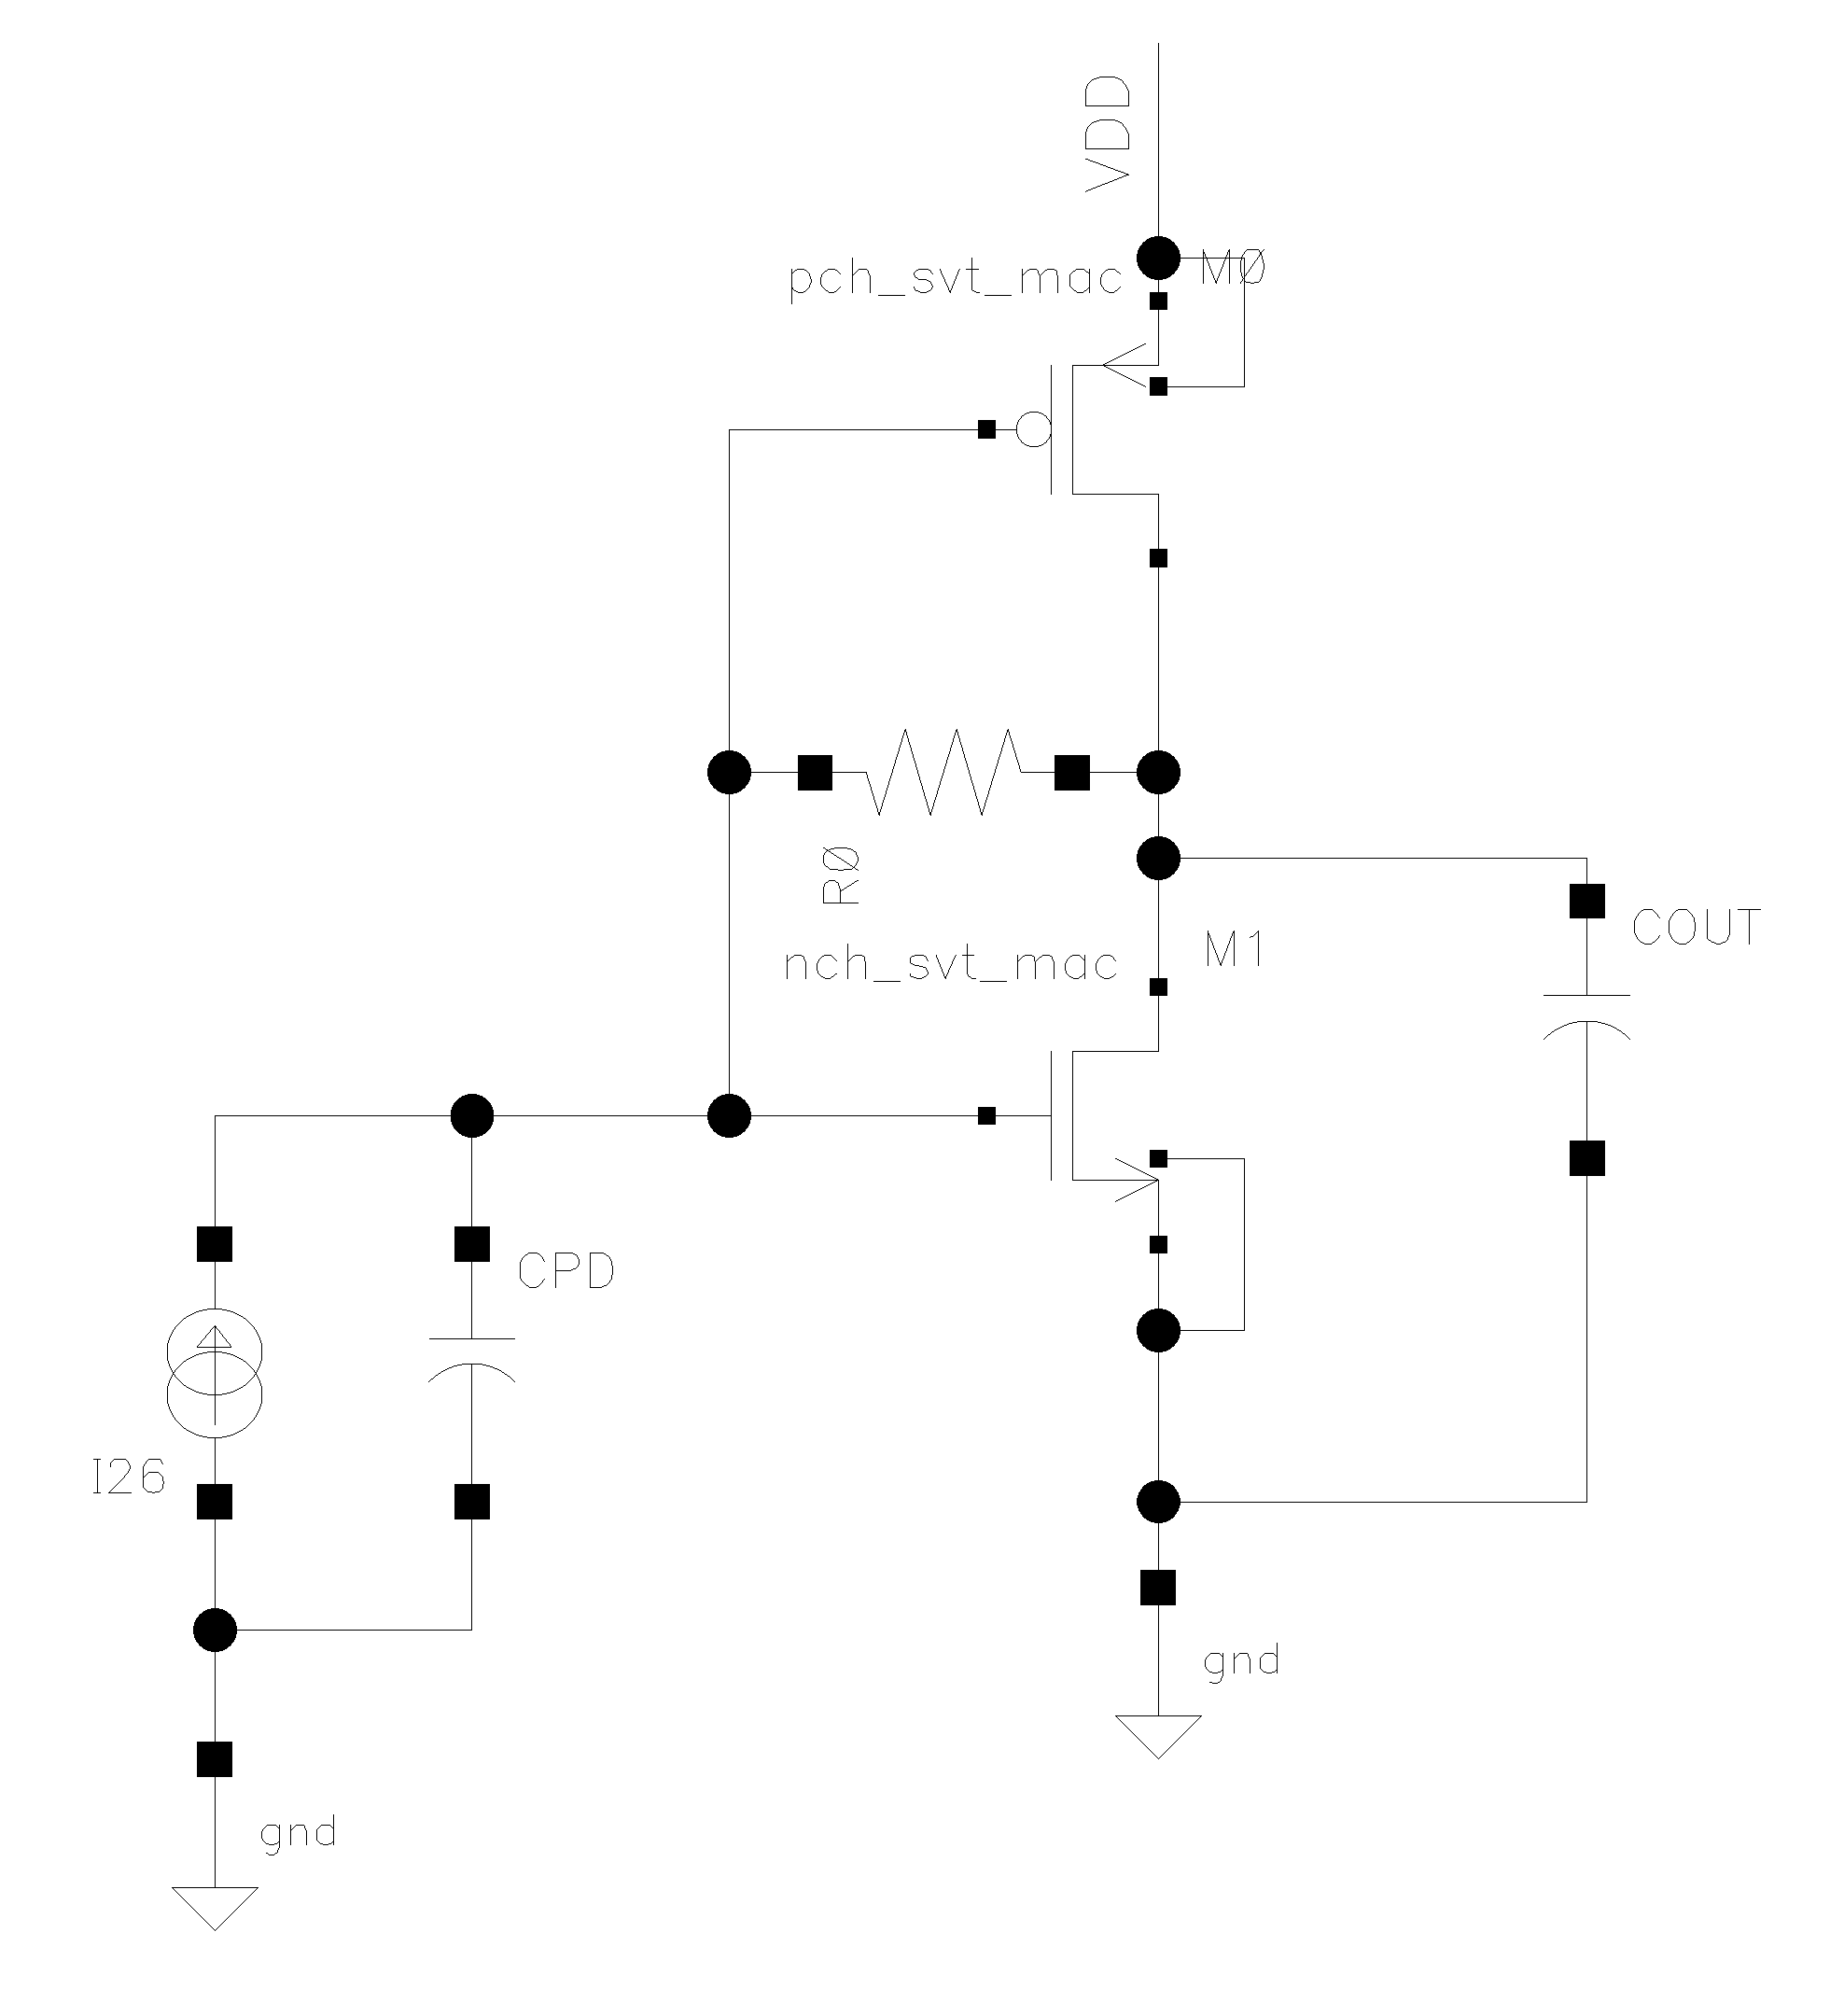 VDD
pch_svt_mac
M0
R0
nch_svt_mac
M1
COUT
CPD
I26
gnd
gnd